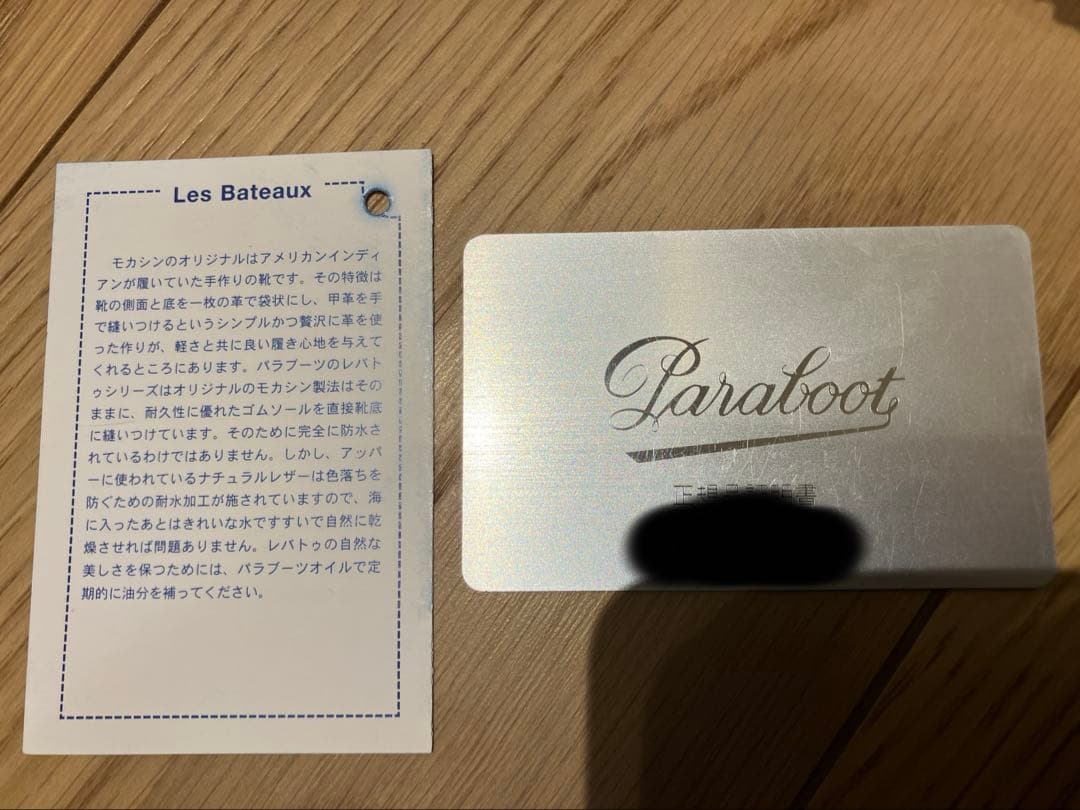 Les Bateaux
モカシンのオリジナルはアメリカンインディ
アンが履いていた手作りの靴です。その特徴は
靴の側面と底を一枚の革で袋状にし、甲革を手
で縫いつけるというシンプルかつ贅沢に革を使
った作りが、軽さと共に良い履き心地を与えて
くれるところにあります。パラブーツのレバト
ゥシリーズはオリジナルのモカシン製法はその
ままに、耐久性に優れたゴムソールを直接靴底
に縫いつけています。そのために完全に防水さ
れているわけではありません。しかし、アッパ
ーに使われているナチュラルレザーは色落ちを
防ぐための耐水加工が施されていますので、海
に入ったあとはきれいな水ですすいで自然に乾
燥させれば問題ありません。レバトゥの自然な
美しさを保つためには、パラブーツオイルで定
期的に油分を補ってください。
Paraboot
正規品証明書